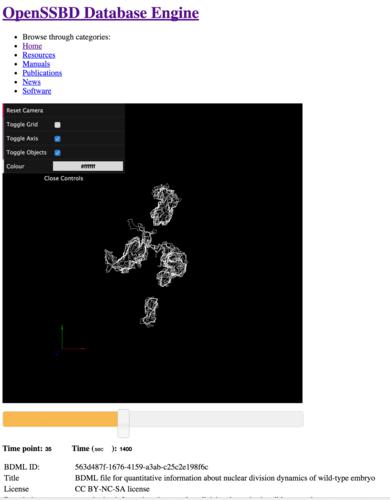 OpenSSBD Database Engine
Browse through categories:
Home
Resources
Manuals
Publications
News
Software
Reset Camera
Toggle Grid
Toggle Axis
Toggle Objects
Colour #ffffff
Close Controls
Time point: 35 Time (sec ): 1400
BDML ID: 563d487f-1676-4159-a3ab-c25c2e198f6c
Title BDML file for quantitative information about nuclear division dynamics of wild-type embryo
License CC BY-NC-SA license